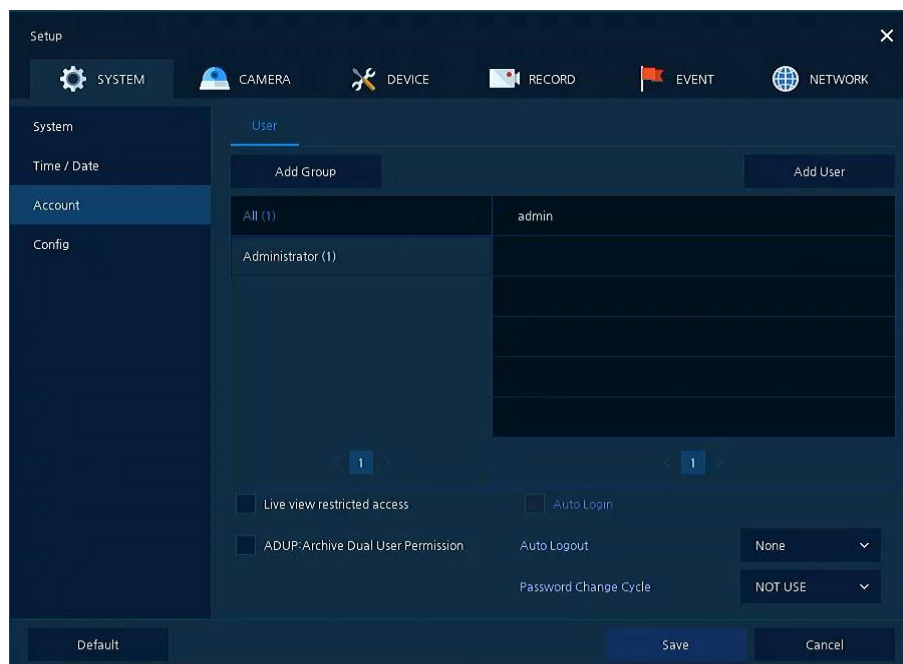 Setup
SYSTEM CAMERA DEVICE RECORD EVENT NETWORK
System
Time / Date
Account
Config
User
Add Group Add User
All (1) admin
Administrator (1)
1 1
Live view restricted access Auto Login
ADUP:Archive Dual User Permission Auto Logout None
Password Change Cycle NOT USE
Default Save Cancel